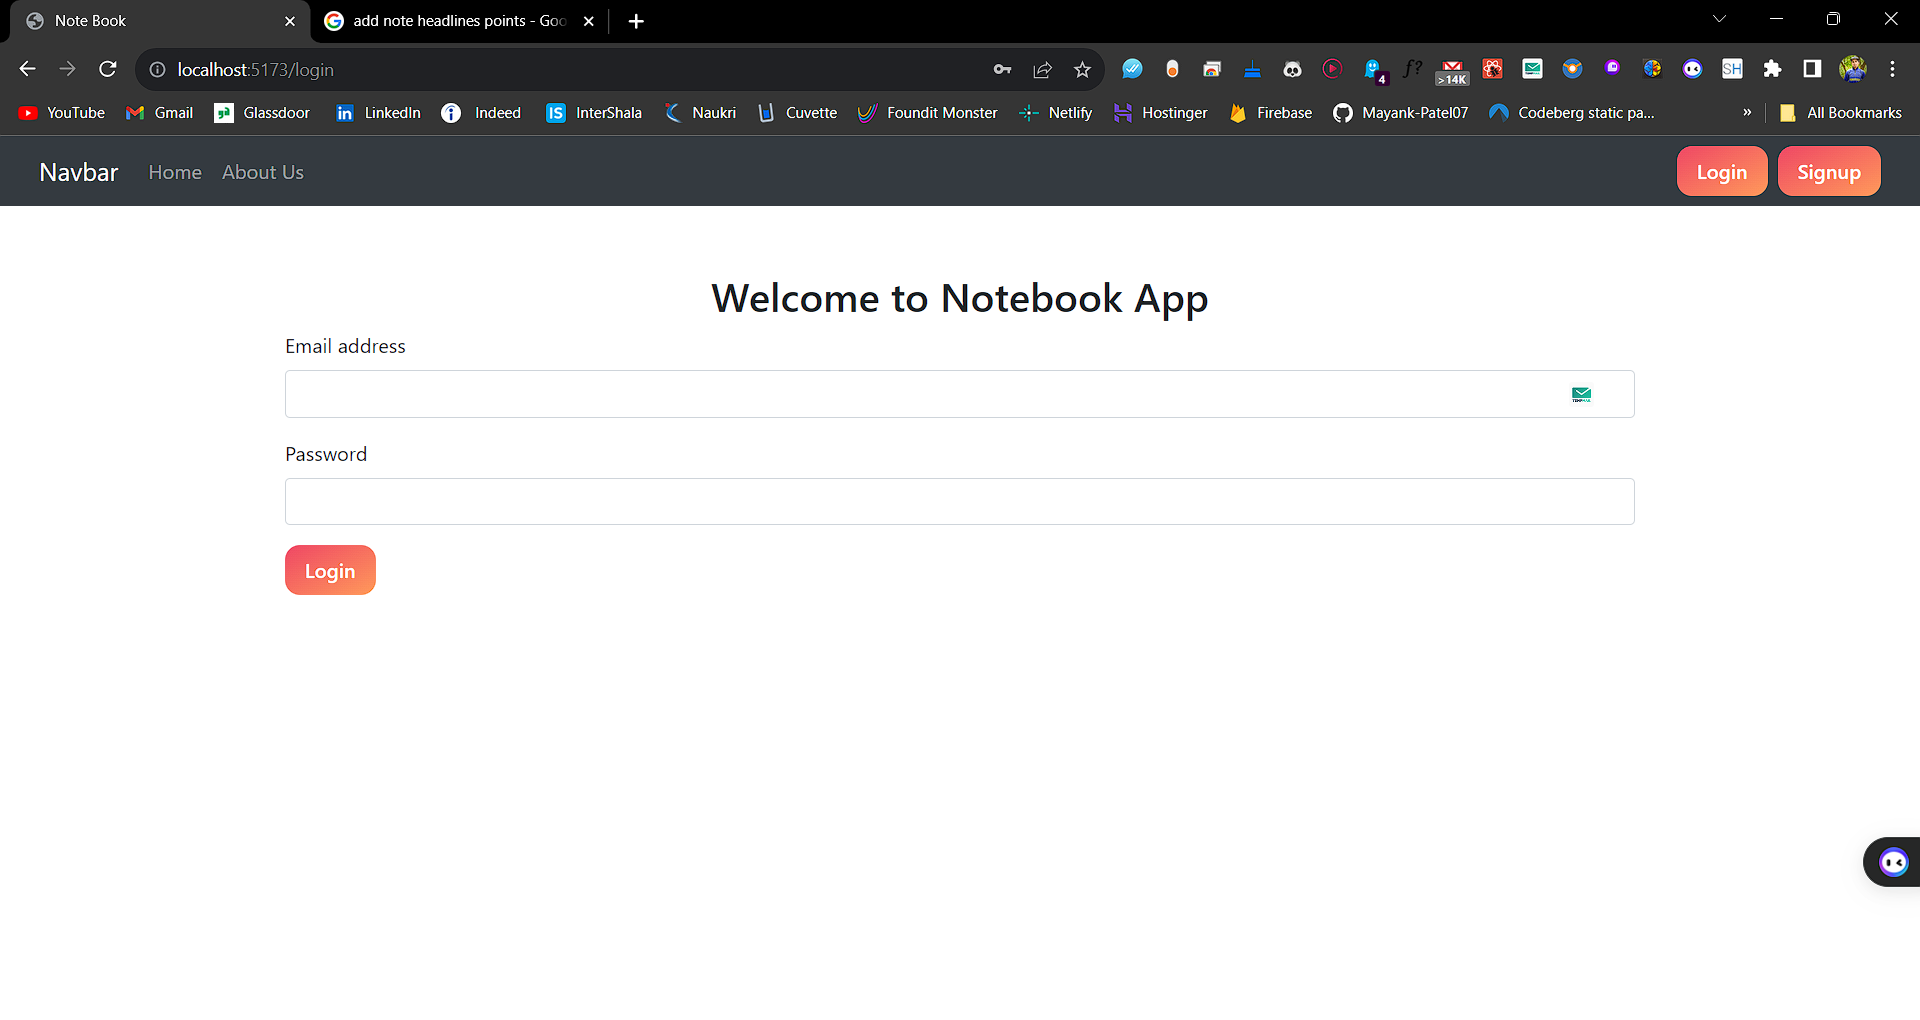 Note Book
add note headlines points - Goo
localhost:5173/login
4
f?
>14K
SH
YouTube
Gmail
Glassdoor
in LinkedIn
Indeed
IS InterShala
Naukri
Cuvette
Foundit Monster
Netlify
Hostinger
Firebase
Mayank-Patel07
Codeberg static pa...
»
All Bookmarks
Navbar
Home
About Us
Login
Signup
Welcome to Notebook App
Email address
Password
Login